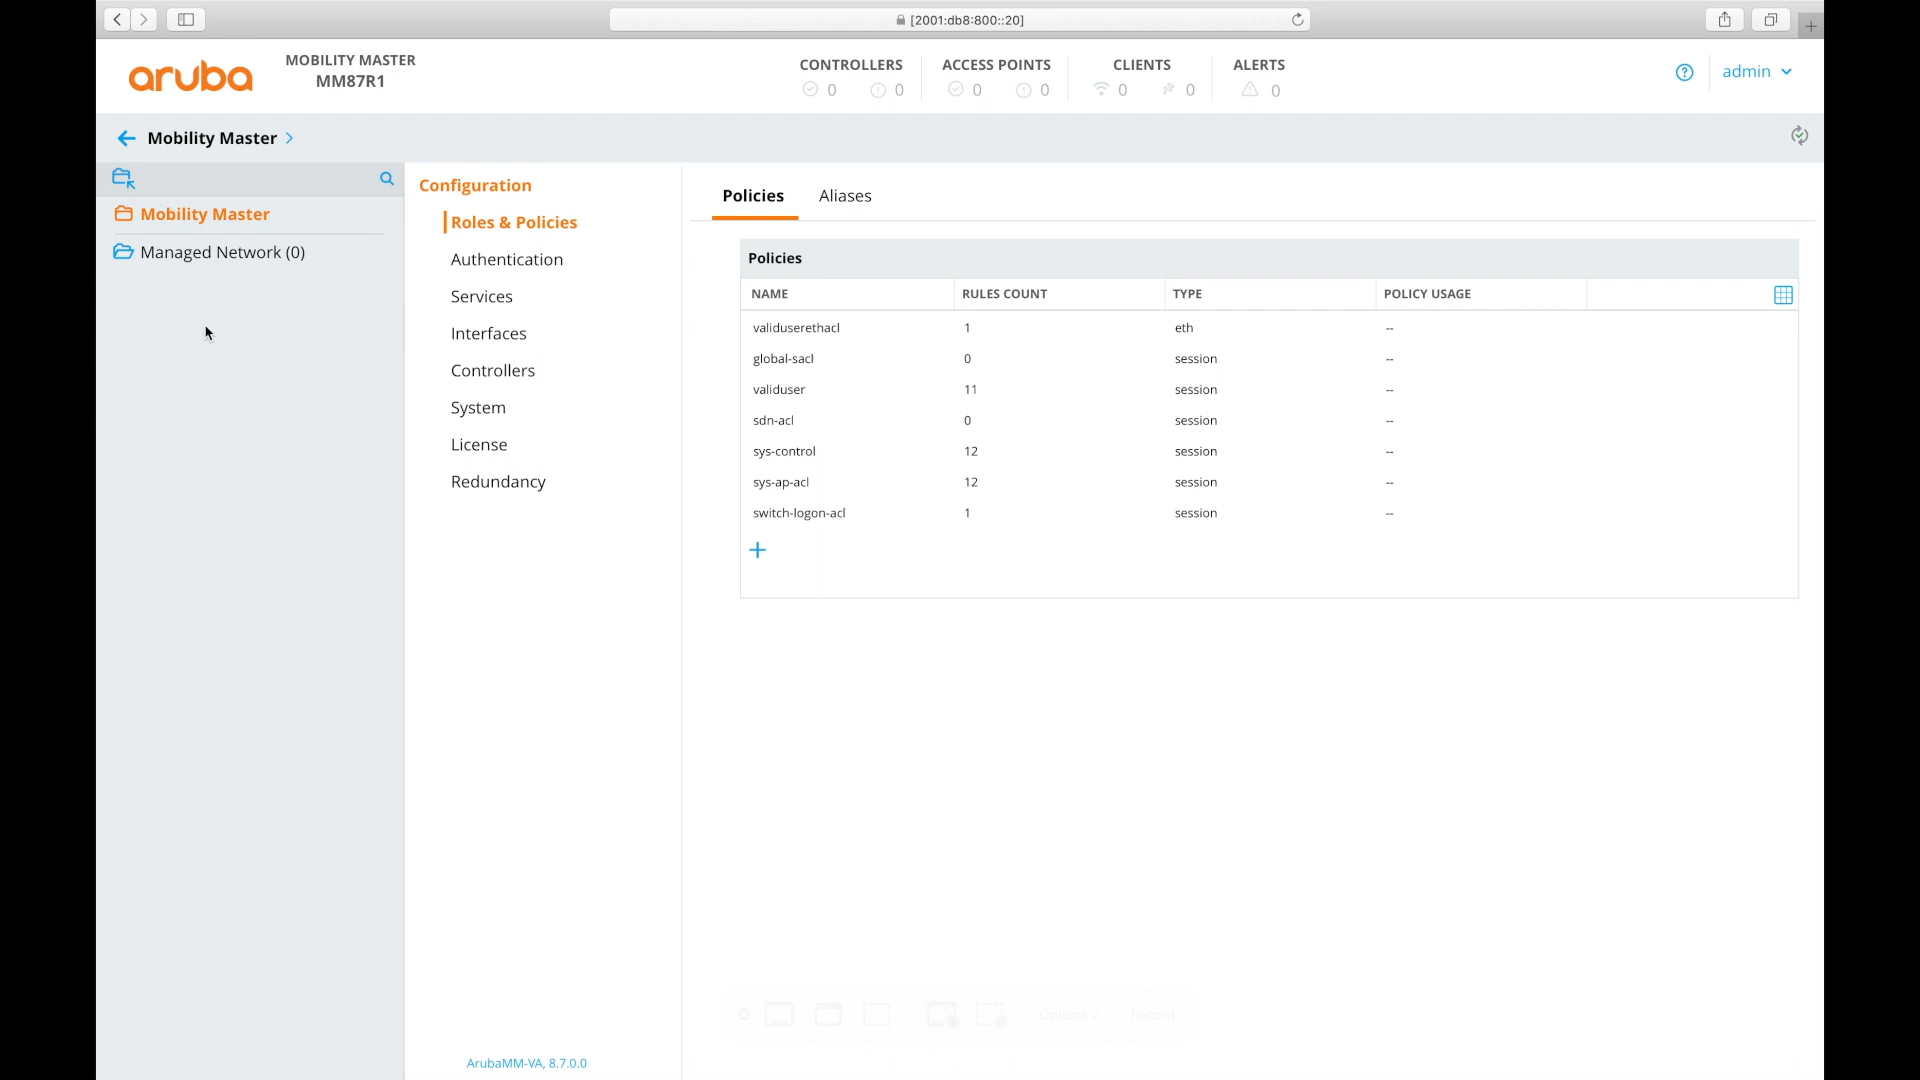 [2001:db8:800::20]
aruba
MOBILITY MASTER
MM87R1
CONTROLLERS
0 0
ACCESS POINTS
0 0
CLIENTS
0 0
ALERTS
0
admin
Mobility Master
Mobility Master
Managed Network (0)
Configuration
Roles & Policies
Authentication
Services
Interfaces
Controllers
System
License
Redundancy
ArubaMM-VA, 8.7.0.0
Policies Aliases
Policies
NAME RULES COUNT TYPE POLICY USAGE
validuserethacl 1 eth --
global-sacl 0 session --
validuser 11 session --
sdn-acl 0 session --
sys-control 12 session --
sys-ap-acl 12 session --
switch-logon-acl 1 session --
Options
Record